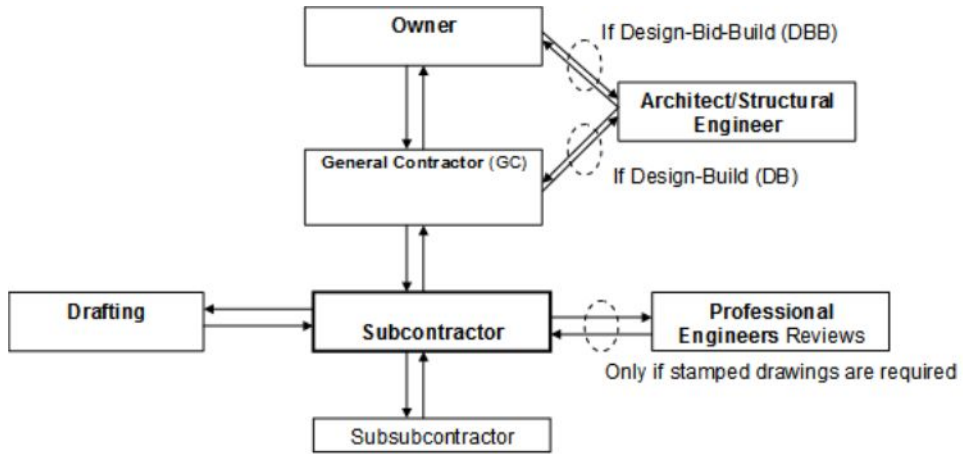 Owner
If Design-Bid-Build (DBB)
Architect/Structural
Engineer
General Contractor (GC)
If Design-Build (DB)
Drafting
Subcontractor
Professional
Engineers Reviews
Only if stamped drawings are required
Subsubcontractor